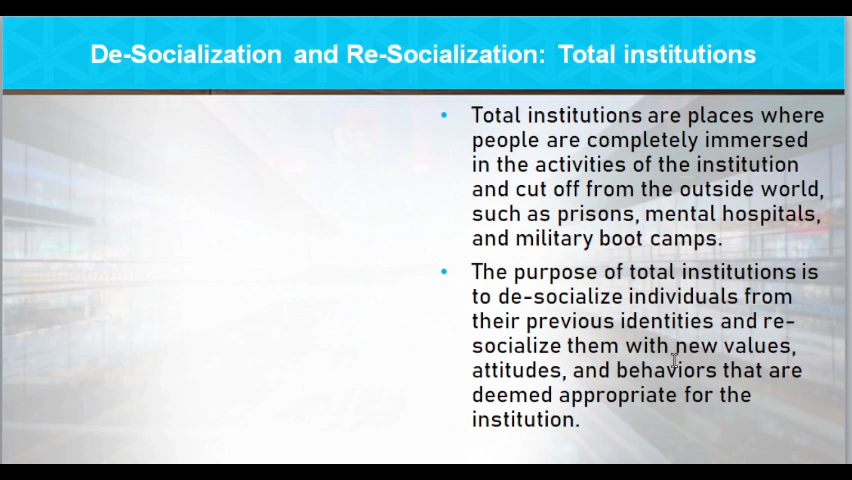 De-Socialization and Re-Socialization: Total institutions
• Total institutions are places where
people are completely immersed
in the activities of the institution
and cut off from the outside world,
such as prisons, mental hospitals,
and military boot camps.
• The purpose of total institutions is
to de-socialize individuals from
their previous identities and re-
socialize them with new values,
attitudes, and behaviors that are
deemed appropriate for the
institution.